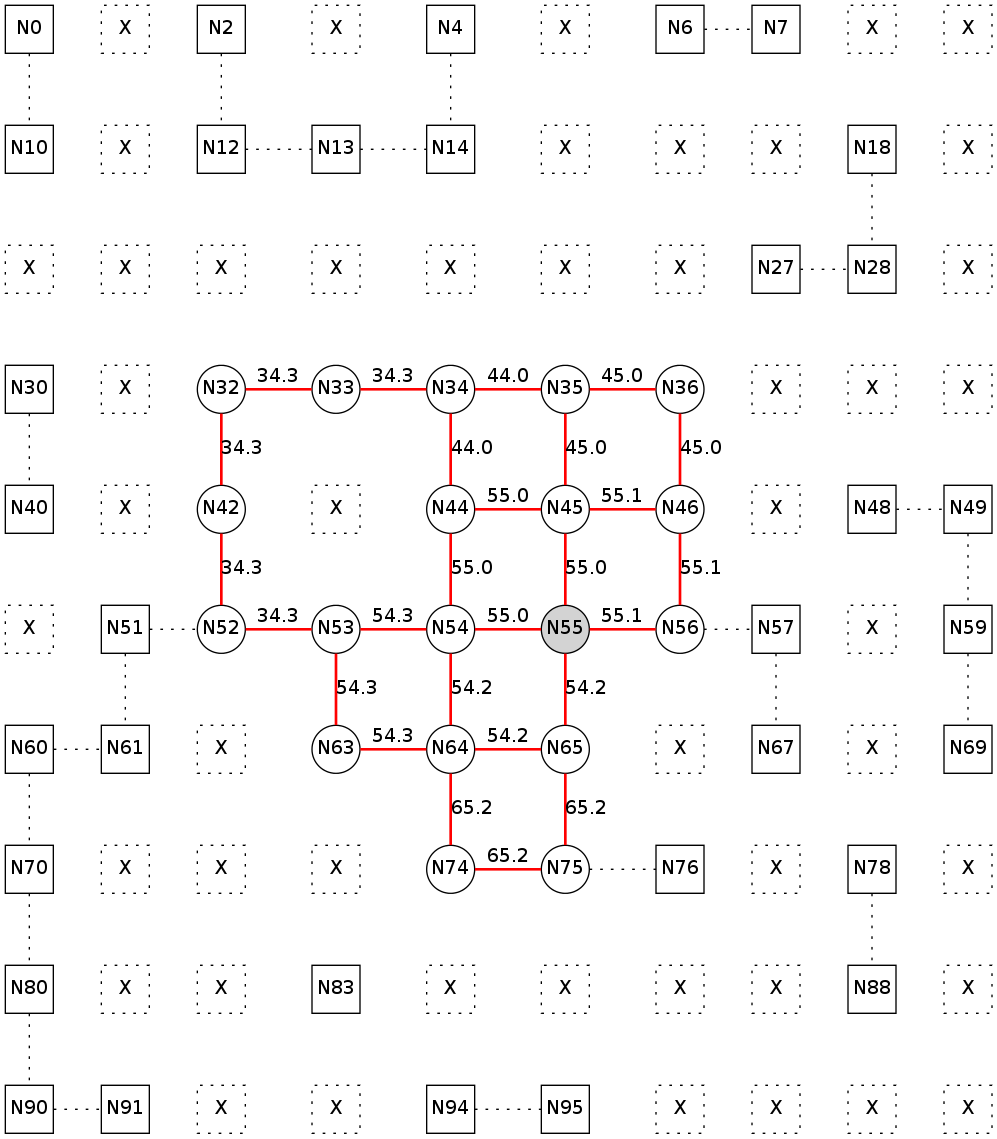 N0 X N2 X N4 X N6 N7 X X
N10 X N12 N13 N14 X X X N18 X
X X X X X X X N27 N28 X
34.3 34.3 44.0 45.0
N30 X N32 N33 N34 N35 N36 X X X
34.3 44.0 45.0 45.0
55.0 55.1
N40 X N42 X N44 N45 N46 X N48 N49
34.3 55.0 55.0 55.1
34.3 54.3 55.0 55.1
X N51 N52 N53 N54 N55 N56 N57 X N59
54.3 54.2 54.2
54.3 54.2
N60 N61 X N63 N64 N65 X N67 X N69
65.2 65.2
65.2
N70 X X X N74 N75 N76 X N78 X
N80 X X N83 X X X X N88 X
N90 N91 X X N94 N95 X X X X